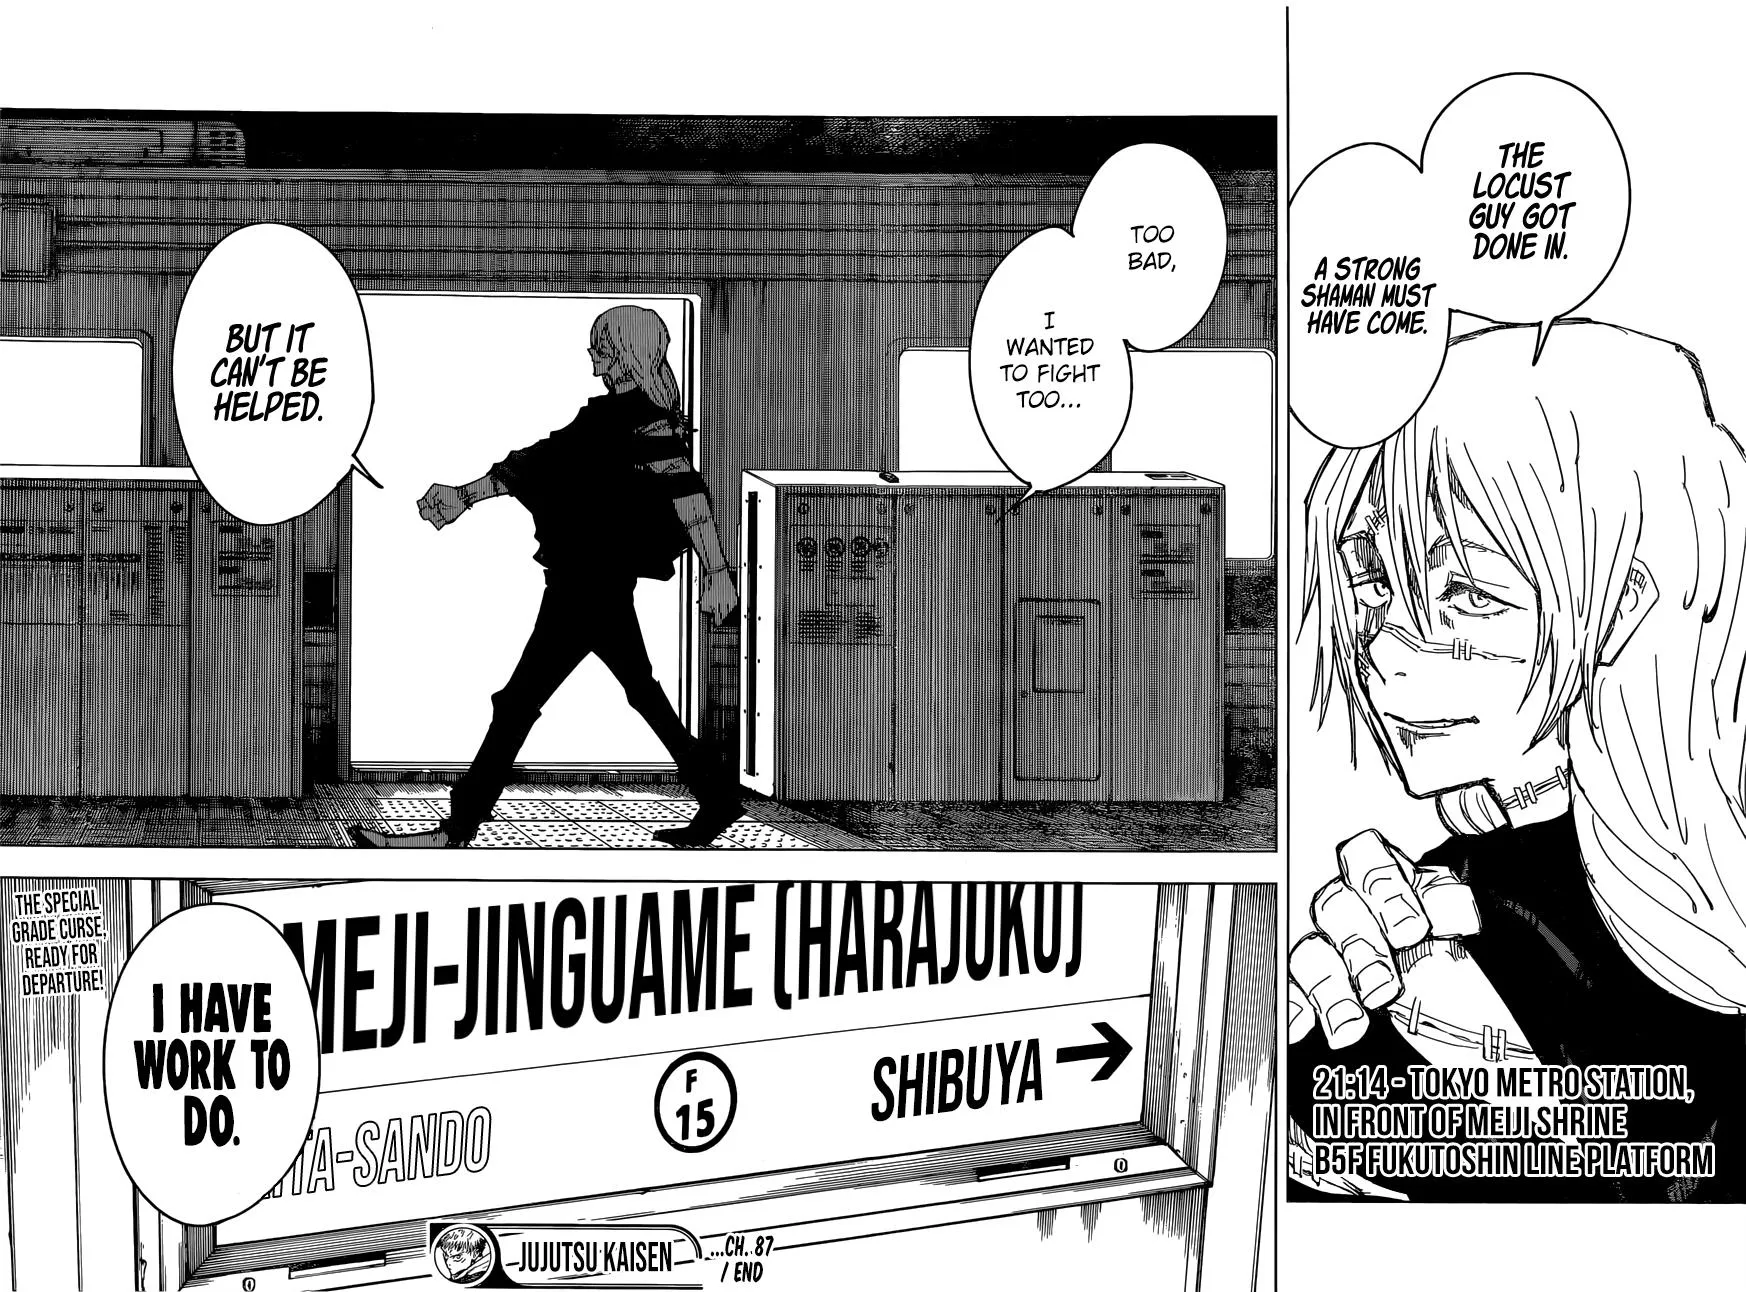 THE
LOCUST
GUY GOT
DONE IN.
A STRONG
SHAMAN MUST
HAVE COME.
21:14 - TOKYO METRO STATION,
IN FRONT OF MEIJI SHRINE
B5F FUKUTOSHIN LINE PLATFORM
TOO
BAD,
I
WANTED
TO FIGHT
TOO...
BUT IT
CAN'T BE
HELPED.
MEJI-JINGUAME (HARAJUKU)
SHIBUYA →
F
15
TA-SANDO
I HAVE
WORK TO
DO.
THE SPECIAL
GRADE CURSE,
READY FOR
DEPARTURE!
JUJUTSU KAISEN
...CH. 87
/ END